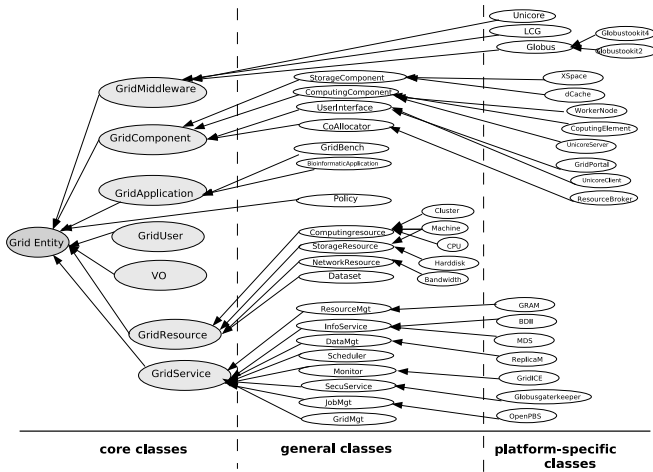 Unicore
LCG
Globus
Globustookit4
Globustookit2
GridMiddleware
StorageComponent
XSpace
ComputingComponent
dCache
UserInterface
WorkerNode
GridComponent
CoAllocator
CoputingElement
UnicoreServer
GridBench
GridPortal
BioinformaticApplication
UnicoreClient
GridApplication
Policy
ResourceBroker
Cluster
Grid Entity
GridUser
Computingresource
Machine
StorageResource
CPU
VO
NetworkResource
Harddisk
Dataset
Bandwidth
GridResource
ResourceMgt
GRAM
InfoService
BDII
DataMgt
MDS
Scheduler
ReplicaM
GridService
Monitor
GridICE
SecuService
Globusgaterkeeper
JobMgt
OpenPBS
GridMgt
core classes
general classes
platform-specific
classes